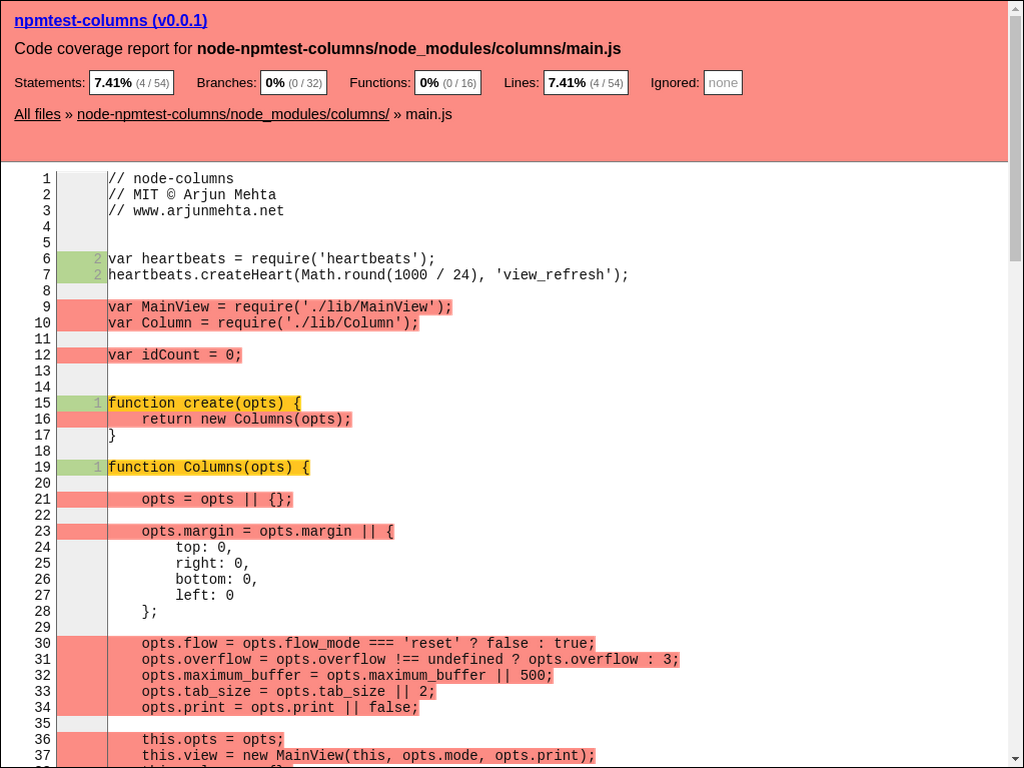 npmtest-columns (v0.0.1)
Code coverage report for node-npmtest-columns/node_modules/columns/main.js
Statements: 7.41% (4 / 54) Branches: 0% (0 / 32) Functions: 0% (0 / 16) Lines: 7.41% (4 / 54) Ignored: none
All files » node-npmtest-columns/node_modules/columns/ » main.js
1 // node-columns
2 // MIT © Arjun Mehta
3 // www.arjunmehta.net
4
5
6 2 var heartbeats = require('heartbeats');
7 2 heartbeats.createHeart(Math.round(1000 / 24), 'view_refresh');
8
9 var MainView = require('./lib/MainView');
10 var Column = require('./lib/Column');
11
12 var idCount = 0;
13
14
15 1 function create(opts) {
16     return new Columns(opts);
17 }
18
19 1 function Columns(opts) {
20
21     opts = opts || {};
22
23     opts.margin = opts.margin || {
24         top: 0,
25         right: 0,
26         bottom: 0,
27         left: 0
28     };
29
30     opts.flow = opts.flow_mode === 'reset' ? false : true;
31     opts.overflow = opts.overflow !== undefined ? opts.overflow : 3;
32     opts.maximum_buffer = opts.maximum_buffer || 500;
33     opts.tab_size = opts.tab_size || 2;
34     opts.print = opts.print || false;
35
36     this.opts = opts;
37     this.view = new MainView(this, opts.mode, opts.print);